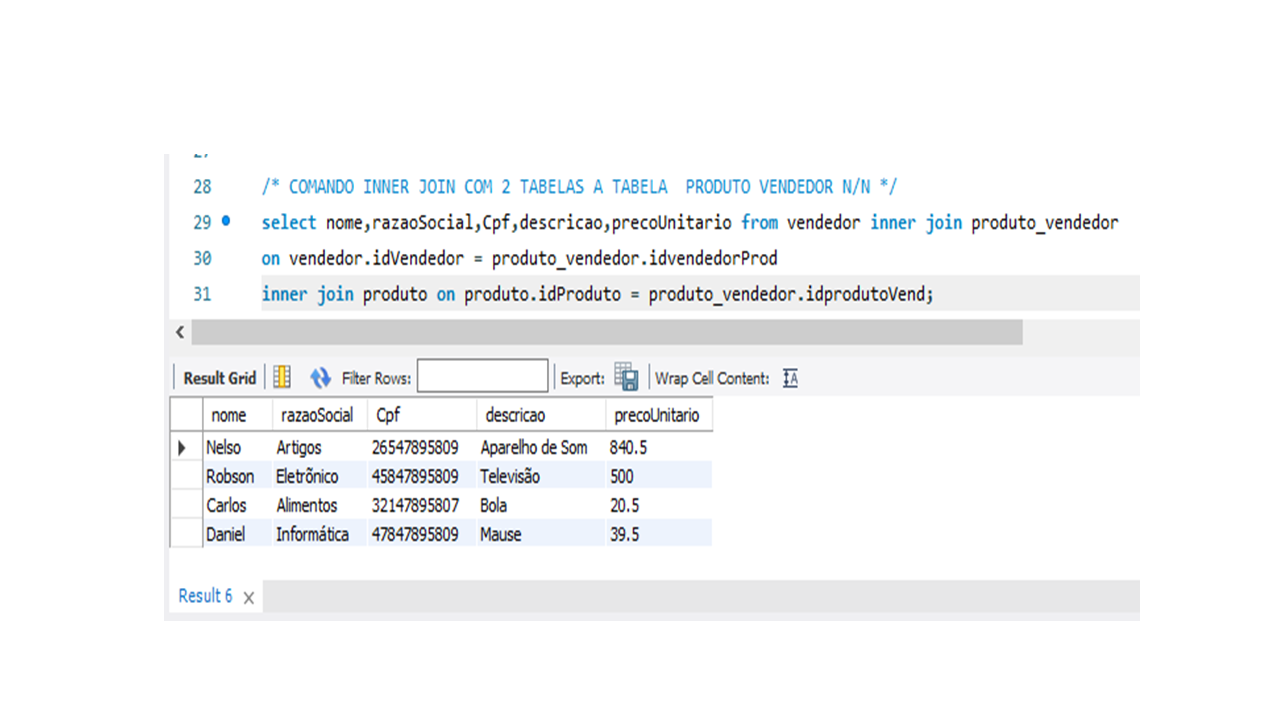 28 /* COMANDO INNER JOIN COM 2 TABELAS A TABELA  PRODUTO VENDEDOR N/N */
29 select nome,razaoSocial,Cpf,descricao,precoUnitario from vendedor inner join produto_vendedor
30 on vendedor.idVendedor = produto_vendedor.idvendedorProd
31 inner join produto on produto.idProduto = produto_vendedor.idprodutoVend;
Result Grid Filter Rows: Export: Wrap Cell Content:
nome razaoSocial Cpf descricao precoUnitario
Nelso Artigos 26547895809 Aparelho de Som 840.5
Robson Eletrõnico 45847895809 Televisão 500
Carlos Alimentos 32147895807 Bola 20.5
Daniel Informática 47847895809 Mause 39.5
Result 6